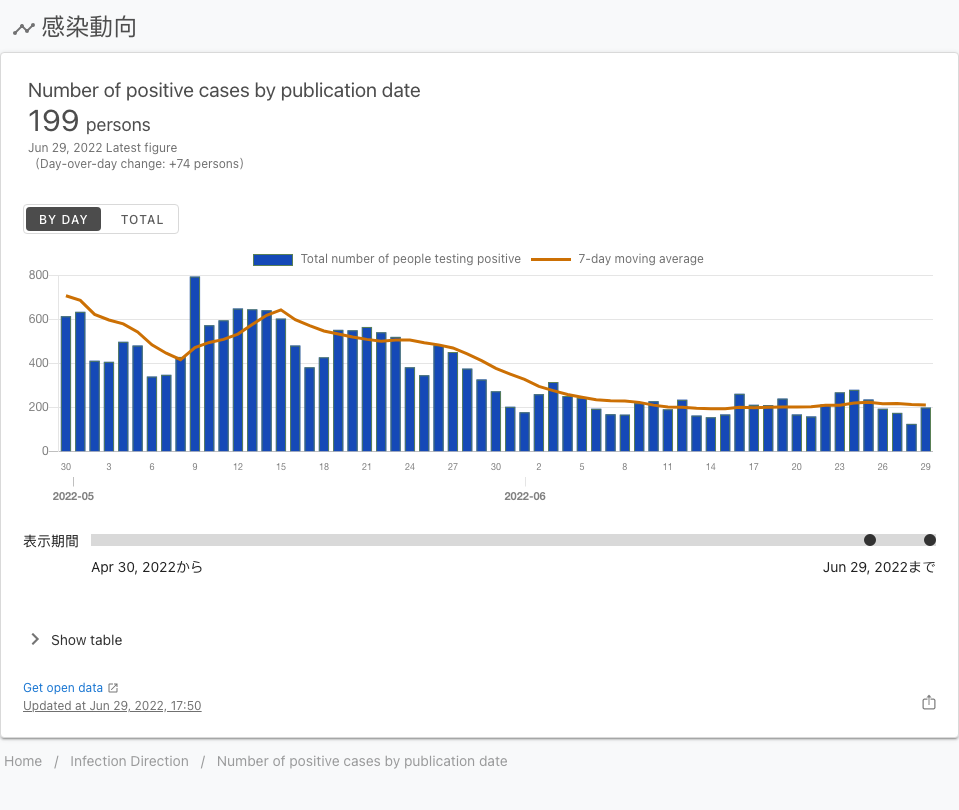 感染動向
Number of positive cases by publication date
199 persons
Jun 29, 2022 Latest figure
（Day-over-day change: +74 persons）
BY DAY TOTAL
Total number of people testing positive 7-day moving average
800
600
400
200
0
30 3 6 9 12 15 18 21 24 27 30 2 5 8 11 14 17 20 23 26 29
2022-05 2022-06
表示期間
Apr 30, 2022から Jun 29, 2022まで
Show table
Get open data
Updated at Jun 29, 2022, 17:50
Home / Infection Direction / Number of positive cases by publication date